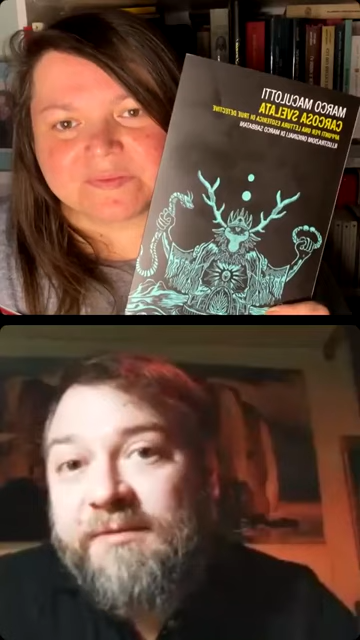 MARCO MACULOTTI
CARCOSA SVELATA
APPUNTI PER UNA LETTURA ESOTERICA DI TRUE DETECTIVE
ILLUSTRAZIONI ORIGINALI DI MARCO SABBATANI